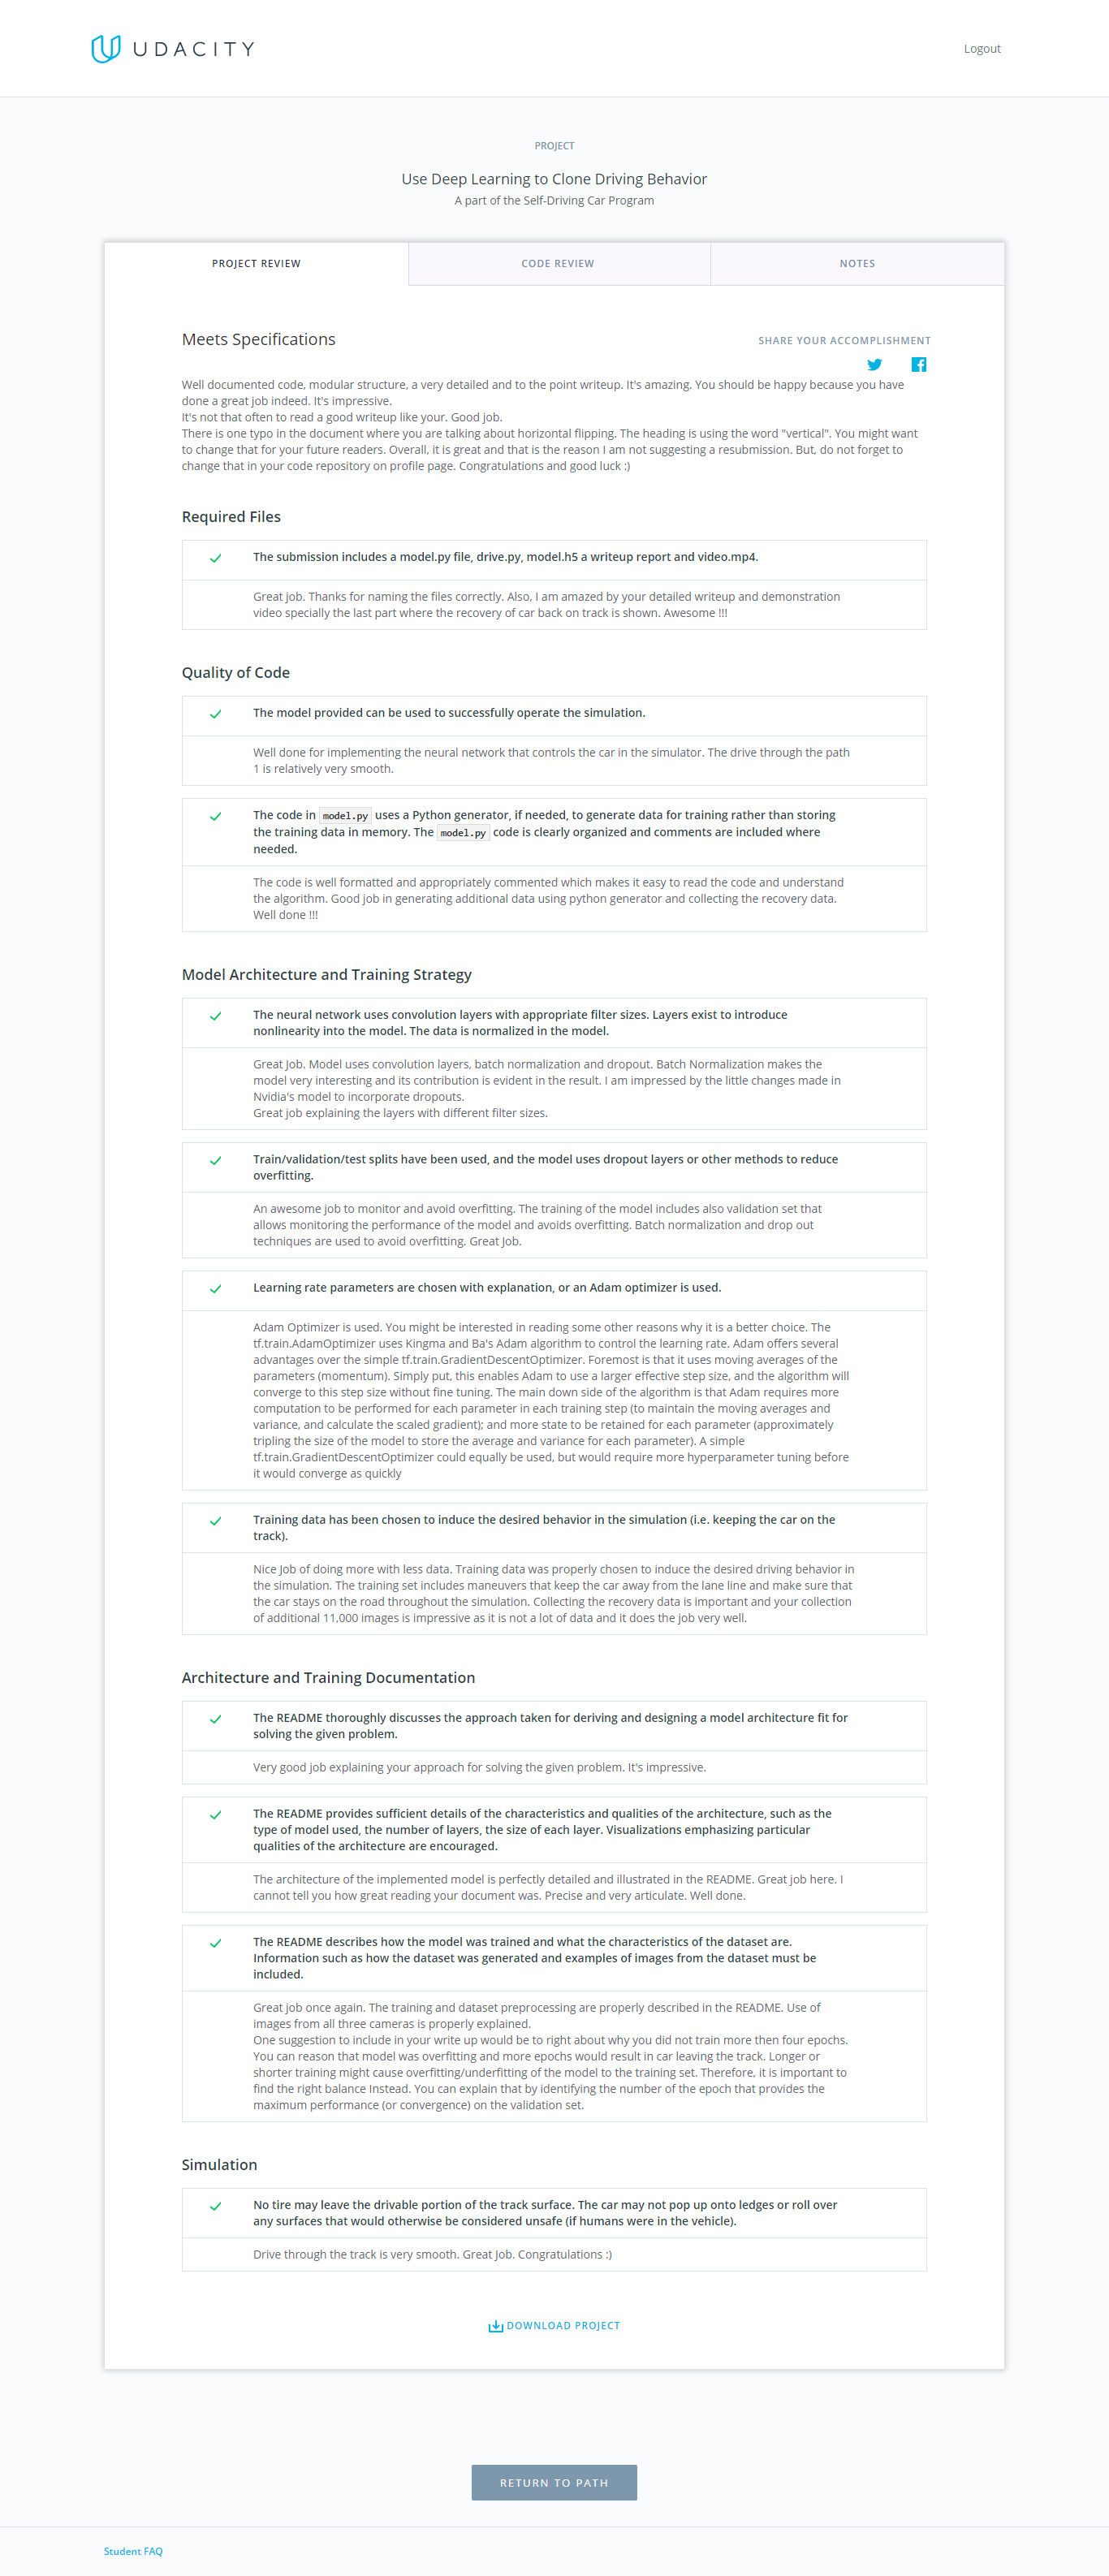 UDACITY
Logout
PROJECT
Use Deep Learning to Clone Driving Behavior
A part of the Self-Driving Car Program
PROJECT REVIEW
CODE REVIEW
NOTES
Meets Specifications
SHARE YOUR ACCOMPLISHMENT
Well documented code, modular structure, a very detailed and to the point writeup. It's amazing. You should be happy because you have
done a great job indeed. It's impressive.
It's not that often to read a good writeup like your. Good job.
There is one typo in the document where you are talking about horizontal flipping. The heading is using the word "vertical". You might want
to change that for your future readers. Overall, it is great and that is the reason I am not suggesting a resubmission. But, do not forget to
change that in your code repository on profile page. Congratulations and good luck :)
Required Files
The submission includes a model.py file, drive.py, model.h5 a writeup report and video.mp4.
Great job. Thanks for naming the files correctly. Also, I am amazed by your detailed writeup and demonstration
video specially the last part where the recovery of car back on track is shown. Awesome !!!
Quality of Code
The model provided can be used to successfully operate the simulation.
Well done for implementing the neural network that controls the car in the simulator. The drive through the path
1 is relatively very smooth.
The code in model.py uses a Python generator, if needed, to generate data for training rather than storing
the training data in memory. The model.py code is clearly organized and comments are included where
needed.
The code is well formatted and appropriately commented which makes it easy to read the code and understand
the algorithm. Good job in generating additional data using python generator and collecting the recovery data.
Well done !!!
Model Architecture and Training Strategy
The neural network uses convolution layers with appropriate filter sizes. Layers exist to introduce
nonlinearity into the model. The data is normalized in the model.
Great Job. Model uses convolution layers, batch normalization and dropout. Batch Normalization makes the
model very interesting and its contribution is evident in the result. I am impressed by the little changes made in
Nvidia's model to incorporate dropouts.
Great job explaining the layers with different filter sizes.
Train/validation/test splits have been used, and the model uses dropout layers or other methods to reduce
overfitting.
An awesome job to monitor and avoid overfitting. The training of the model includes also validation set that
allows monitoring the performance of the model and avoids overfitting. Batch normalization and drop out
techniques are used to avoid overfitting. Great Job.
Learning rate parameters are chosen with explanation, or an Adam optimizer is used.
Adam Optimizer is used. You might be interested in reading some other reasons why it is a better choice. The
tf.train.AdamOptimizer uses Kingma and Ba's Adam algorithm to control the learning rate. Adam offers several
advantages over the simple tf.train.GradientDescentOptimizer. Foremost is that it uses moving averages of the
parameters (momentum). Simply put, this enables Adam to use a larger effective step size, and the algorithm will
converge to this step size without fine tuning. The main down side of the algorithm is that Adam requires more
computation to be performed for each parameter in each training step (to maintain the moving averages and
variance, and calculate the scaled gradient); and more state to be retained for each parameter (approximately
tripling the size of the model to store the average and variance for each parameter). A simple
tf.train.GradientDescentOptimizer could equally be used, but would require more hyperparameter tuning before
it would converge as quickly
Training data has been chosen to induce the desired behavior in the simulation (i.e. keeping the car on the
track).
Nice Job of doing more with less data. Training data was properly chosen to induce the desired driving behavior in
the simulation. The training set includes maneuvers that keep the car away from the lane line and make sure that
the car stays on the road throughout the simulation. Collecting the recovery data is important and your collection
of additional 11,000 images is impressive as it is not a lot of data and it does the job very well.
Architecture and Training Documentation
The README thoroughly discusses the approach taken for deriving and designing a model architecture fit for
solving the given problem.
Very good job explaining your approach for solving the given problem. It's impressive.
The README provides sufficient details of the characteristics and qualities of the architecture, such as the
type of model used, the number of layers, the size of each layer. Visualizations emphasizing particular
qualities of the architecture are encouraged.
The architecture of the implemented model is perfectly detailed and illustrated in the README. Great job here. I
cannot tell you how great reading your document was. Precise and very articulate. Well done.
The README describes how the model was trained and what the characteristics of the dataset are.
Information such as how the dataset was generated and examples of images from the dataset must be
included.
Great job once again. The training and dataset preprocessing are properly described in the README. Use of
images from all three cameras is properly explained.
One suggestion to include in your write up would be to right about why you did not train more then four epochs.
You can reason that model was overfitting and more epochs would result in car leaving the track. Longer or
shorter training might cause overfitting/underfitting of the model to the training set. Therefore, it is important to
find the right balance Instead. You can explain that by identifying the number of the epoch that provides the
maximum performance (or convergence) on the validation set.
Simulation
No tire may leave the drivable portion of the track surface. The car may not pop up onto ledges or roll over
any surfaces that would otherwise be considered unsafe (if humans were in the vehicle).
Drive through the track is very smooth. Great Job. Congratulations :)
DOWNLOAD PROJECT
RETURN TO PATH
Student FAQ